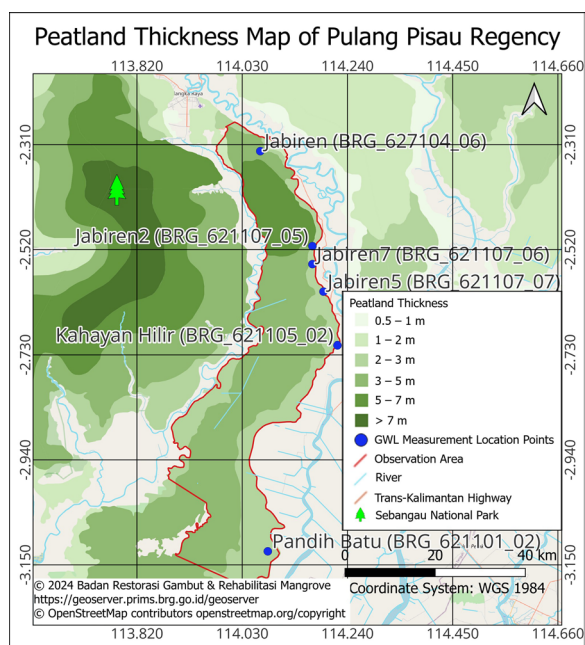 Peatland Thickness Map of Pulang Pisau Regency
113.820 114.030 114.240 114.450 114.660
-2.310 -2.310
-2.520 -2.520
-2.730 -2.730
-2.940 -2.940
-3.150 -3.150
Jabiren (BRG_627104_06)
Jabiren2 (BRG_621107_05)
Jabiren7 (BRG_621107_06)
Jabiren5 (BRG_621107_07)
Kahayan Hilir (BRG_621105_02)
Peatland Thickness
0.5 – 1 m
1 – 2 m
2 – 3 m
3 – 5 m
5 – 7 m
> 7 m
GWL Measurement Location Points
Observation Area
River
Trans-Kalimantan Highway
Sebangau National Park
Pandih Batu (BRG_621101_02)
0 20 40 km
Coordinate System: WGS 1984
© 2024 Badan Restorasi Gambut & Rehabilitasi Mangrove
https://geoserver.prims.brg.go.id/geoserver
© OpenStreetMap contributors openstreetmap.org/copyright
113.820 114.030 114.240 114.450 114.660